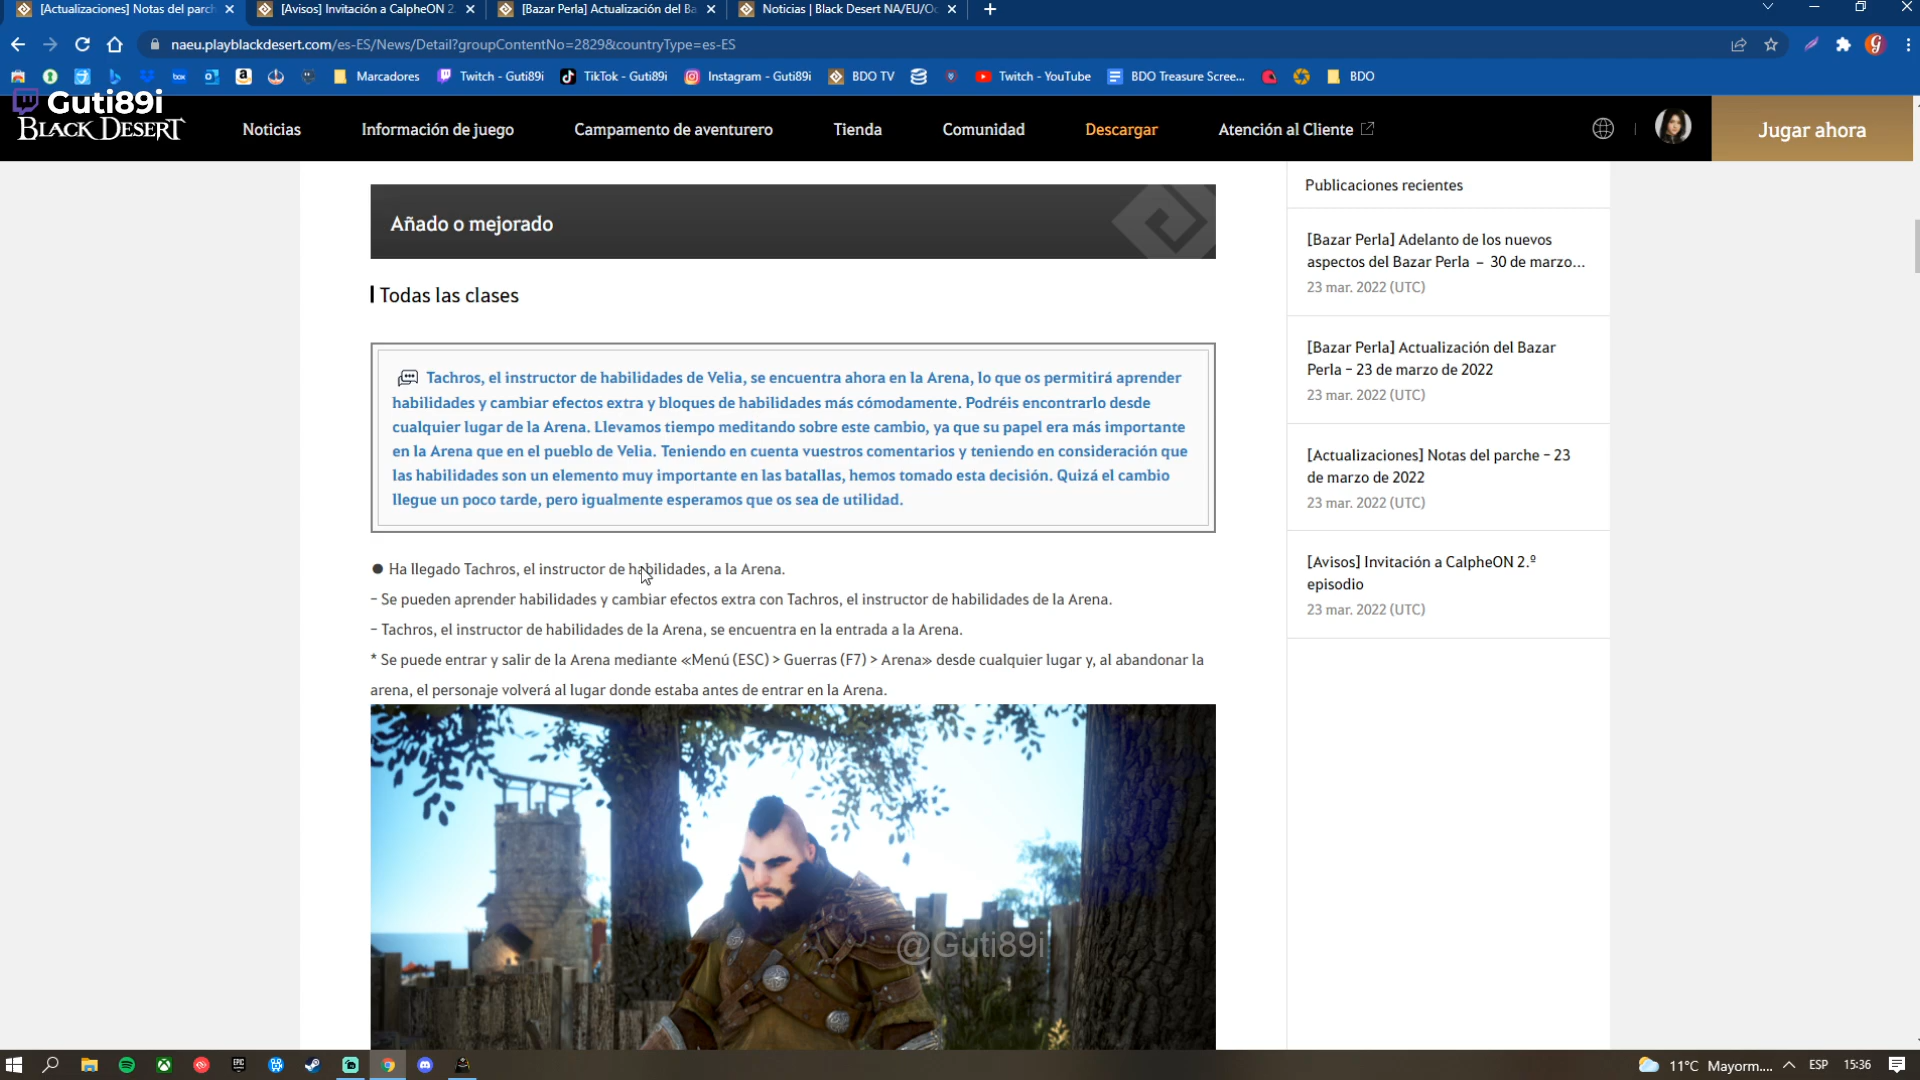 [Actualizaciones] Notas del parch
[Avisos] Invitación a CalpheON 2.
[Bazar Perla] Actualización del Ba
Noticias | Black Desert NA/EU/Oc
naeu.playblackdesert.com/es-ES/News/Detail?groupContentNo=2829&countryType=es-ES
Marcadores
Twitch - Guti89i
TikTok - Guti89i
Instagram - Guti89i
BDO TV
Twitch - YouTube
BDO Treasure Scree...
BDO
Guti89i
BLACK DESERT
Noticias
Información de juego
Campamento de aventurero
Tienda
Comunidad
Descargar
Atención al Cliente
Jugar ahora
Añado o mejorado
Todas las clases
Tachros, el instructor de habilidades de Velia, se encuentra ahora en la Arena, lo que os permitirá aprender
habilidades y cambiar efectos extra y bloques de habilidades más cómodamente. Podréis encontrarlo desde
cualquier lugar de la Arena. Llevamos tiempo meditando sobre este cambio, ya que su papel era más importante
en la Arena que en el pueblo de Velia. Teniendo en cuenta vuestros comentarios y teniendo en consideración que
las habilidades son un elemento muy importante en las batallas, hemos tomado esta decisión. Quizá el cambio
llegue un poco tarde, pero igualmente esperamos que os sea de utilidad.
● Ha llegado Tachros, el instructor de habilidades, a la Arena.
– Se pueden aprender habilidades y cambiar efectos extra con Tachros, el instructor de habilidades de la Arena.
– Tachros, el instructor de habilidades de la Arena, se encuentra en la entrada a la Arena.
* Se puede entrar y salir de la Arena mediante «Menú (ESC) > Guerras (F7) > Arena» desde cualquier lugar y, al abandonar la
arena, el personaje volverá al lugar donde estaba antes de entrar en la Arena.
@Guti89i
Publicaciones recientes
[Bazar Perla] Adelanto de los nuevos
aspectos del Bazar Perla – 30 de marzo...
23 mar. 2022 (UTC)
[Bazar Perla] Actualización del Bazar
Perla – 23 de marzo de 2022
23 mar. 2022 (UTC)
[Actualizaciones] Notas del parche – 23
de marzo de 2022
23 mar. 2022 (UTC)
[Avisos] Invitación a CalpheON 2.º
episodio
23 mar. 2022 (UTC)
11°C Mayorm....
ESP
15:36